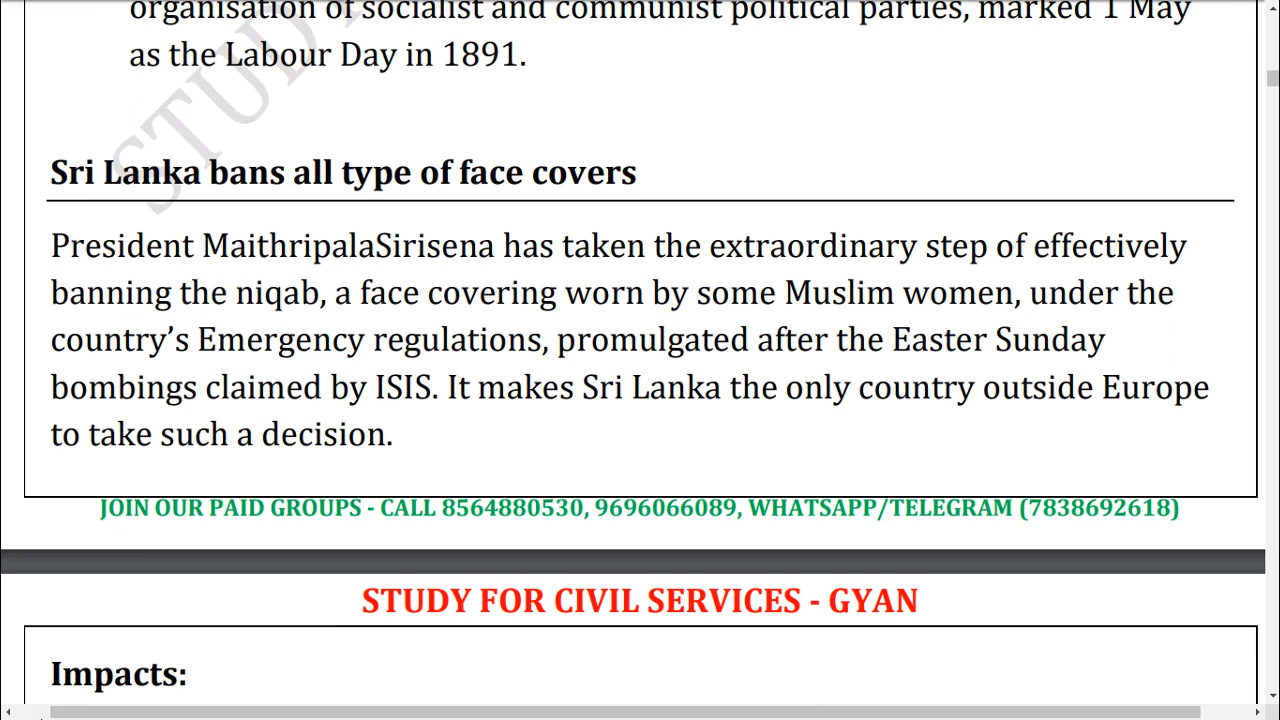 organisation of socialist and communist political parties, marked 1 May
as the Labour Day in 1891.
STUD
Sri Lanka bans all type of face covers
President MaithripalaSirisena has taken the extraordinary step of effectively
banning the niqab, a face covering worn by some Muslim women, under the
country’s Emergency regulations, promulgated after the Easter Sunday
bombings claimed by ISIS. It makes Sri Lanka the only country outside Europe
to take such a decision.
JOIN OUR PAID GROUPS - CALL 8564880530, 9696066089, WHATSAPP/TELEGRAM (7838692618)
STUDY FOR CIVIL SERVICES - GYAN
Impacts: